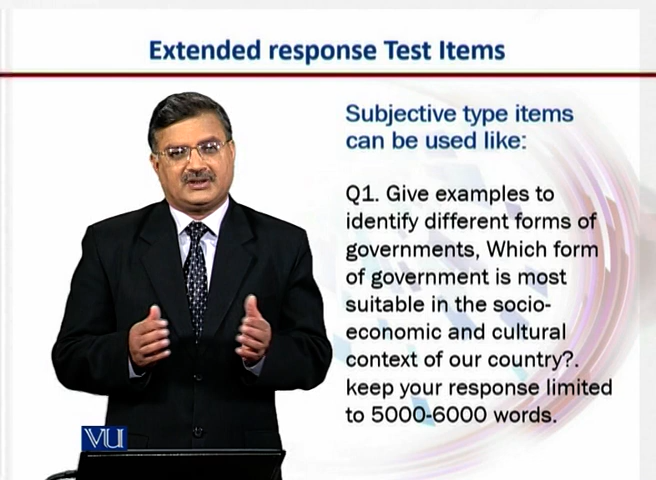 Extended response Test Items
Subjective type items
can be used like:
Q1. Give examples to
identify different forms of
governments, Which form
of government is most
suitable in the socio-
economic and cultural
context of our country?.
keep your response limited
to 5000-6000 words.
VU